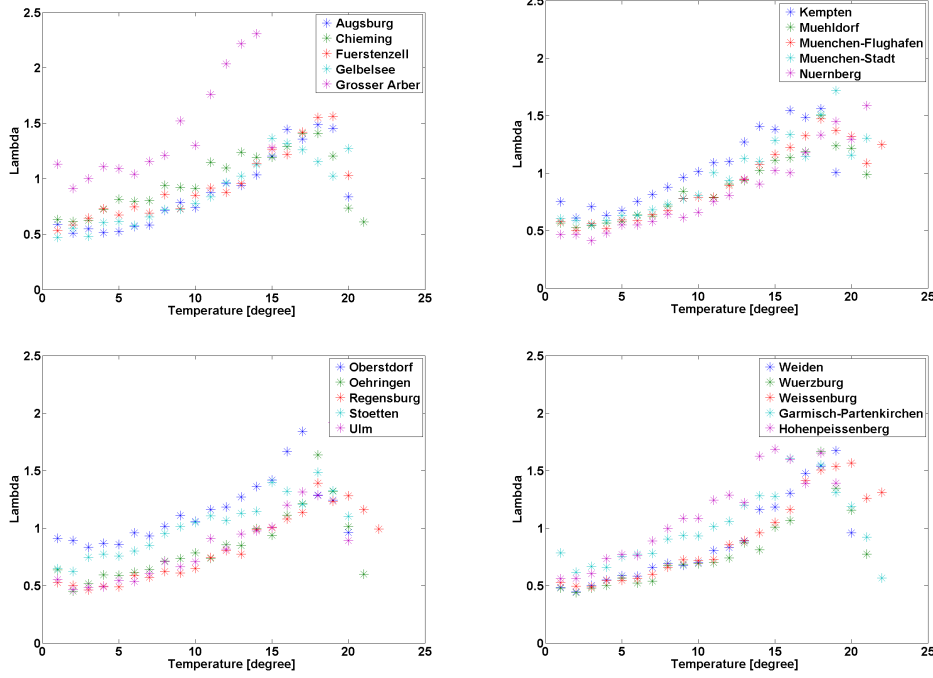 2.5
2
1.5
1
0.5
0
0
5
10
15
20
25
Lambda
Temperature [degree]
Augsburg
Chieming
Fuerstenzell
Gelbelsee
Grosser Arber
2.5
2
1.5
1
0.5
0
0
5
10
15
20
25
Lambda
Temperature [degree]
Kempten
Muehldorf
Muenchen-Flughafen
Muenchen-Stadt
Nuernberg
2.5
2
1.5
1
0.5
0
0
5
10
15
20
25
Lambda
Temperature [degree]
Oberstdorf
Oehringen
Regensburg
Stoetten
Ulm
2.5
2
1.5
1
0.5
0
0
5
10
15
20
25
Lambda
Temperature [degree]
Weiden
Wuerzburg
Weissenburg
Garmisch-Partenkirchen
Hohenpeissenberg